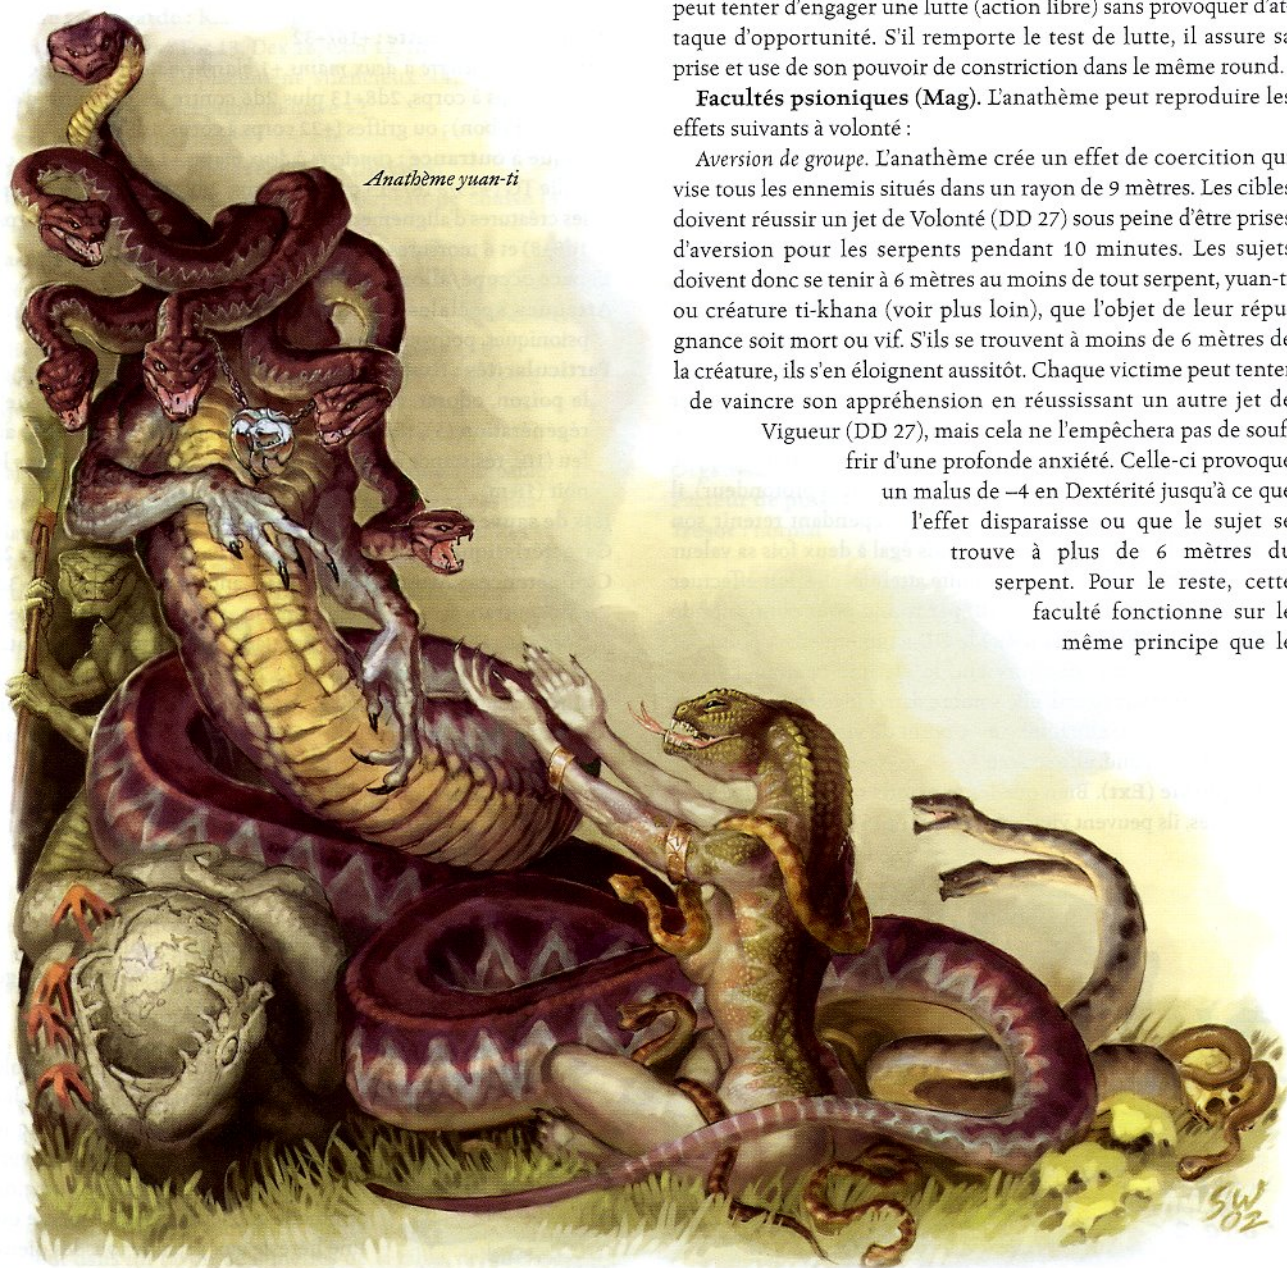 Anathème yuan-ti
peut tenter d'engager une lutte (action libre) sans provoquer d'at
taque d'opportunité. S'il remporte le test de lutte, il assure sa
prise et use de son pouvoir de constriction dans le même round.
Facultés psioniques (Mag). L'anathème peut reproduire les
effets suivants à volonté :
Aversion de groupe. L'anathème crée un effet de coercition qui
vise tous les ennemis situés dans un rayon de 9 mètres. Les cibles
doivent réussir un jet de Volonté (DD 27) sous peine d'être prises
d'aversion pour les serpents pendant 10 minutes. Les sujets
doivent donc se tenir à 6 mètres au moins de tout serpent, yuan-t
ou créature ti-khana (voir plus loin), que l'objet de leur répu
gnance soit mort ou vif. S'ils se trouvent à moins de 6 mètres de
la créature, ils s'en éloignent aussitôt. Chaque victime peut tenter
de vaincre son appréhension en réussissant un autre jet de
Vigueur (DD 27), mais cela ne l'empêchera pas de souf
frir d'une profonde anxiété. Celle-ci provoque
un malus de –4 en Dextérité jusqu'à ce que
l'effet disparaisse ou que le sujet se
trouve à plus de 6 mètres du
serpent. Pour le reste, cette
faculté fonctionne sur le
même principe que le
SW
02